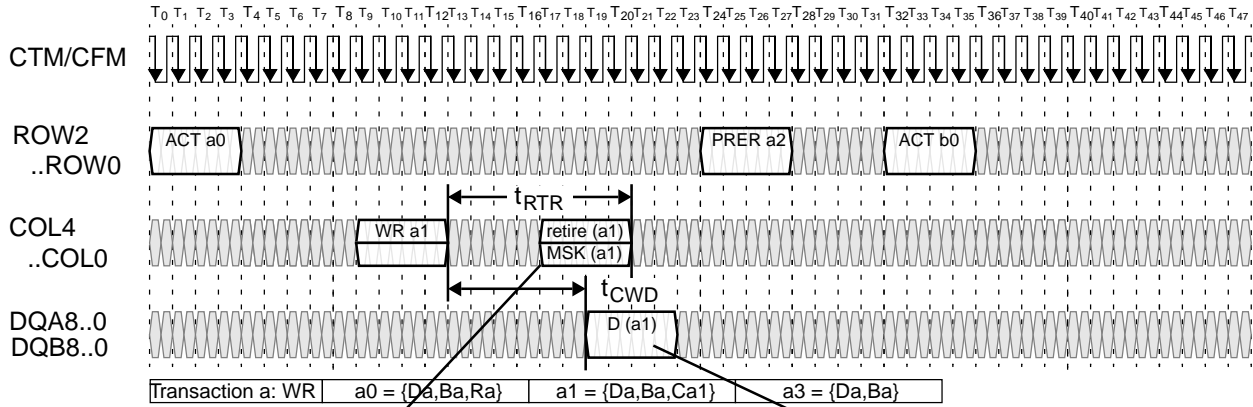 T0 T1 T2 T3 T4 T5 T6 T7 T8 T9 T10 T11 T12 T13 T14 T15 T16 T17 T18 T19 T20 T21 T22 T23 T24 T25 T26 T27 T28 T29 T30 T31 T32 T33 T34 T35 T36 T37 T38 T39 T40 T41 T42 T43 T44 T45 T46 T47
CTM/CFM
ROW2
..ROW0
ACT a0 PRER a2 ACT b0
tRTR
COL4
..COL0
WR a1 retire (a1)
MSK (a1)
tCWD
DQA8..0
DQB8..0
D (a1)
Transaction a: WR a0 = {Da,Ba,Ra} a1 = {Da,Ba,Ca1} a3 = {Da,Ba}